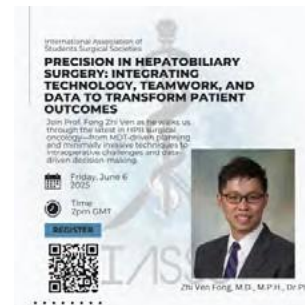 International Association of
Students Surgical Societies
PRECISION IN HEPATOBILIARY
SURGERY: INTEGRATING
TECHNOLOGY, TEAMWORK, AND
DATA TO TRANSFORM PATIENT
OUTCOMES
Join Prof. Fong Zhi Ven as he walks us
through the latest in HPB surgical
oncology—from MDT-driven planning
and minimally invasive techniques to
intraoperative challenges and data-
driven decision-making.
Friday, June 6
2025
Time
2pm GMT
REGISTER
IASSS
Zhi Ven Fong, M.D., M.P.H., Dr.P